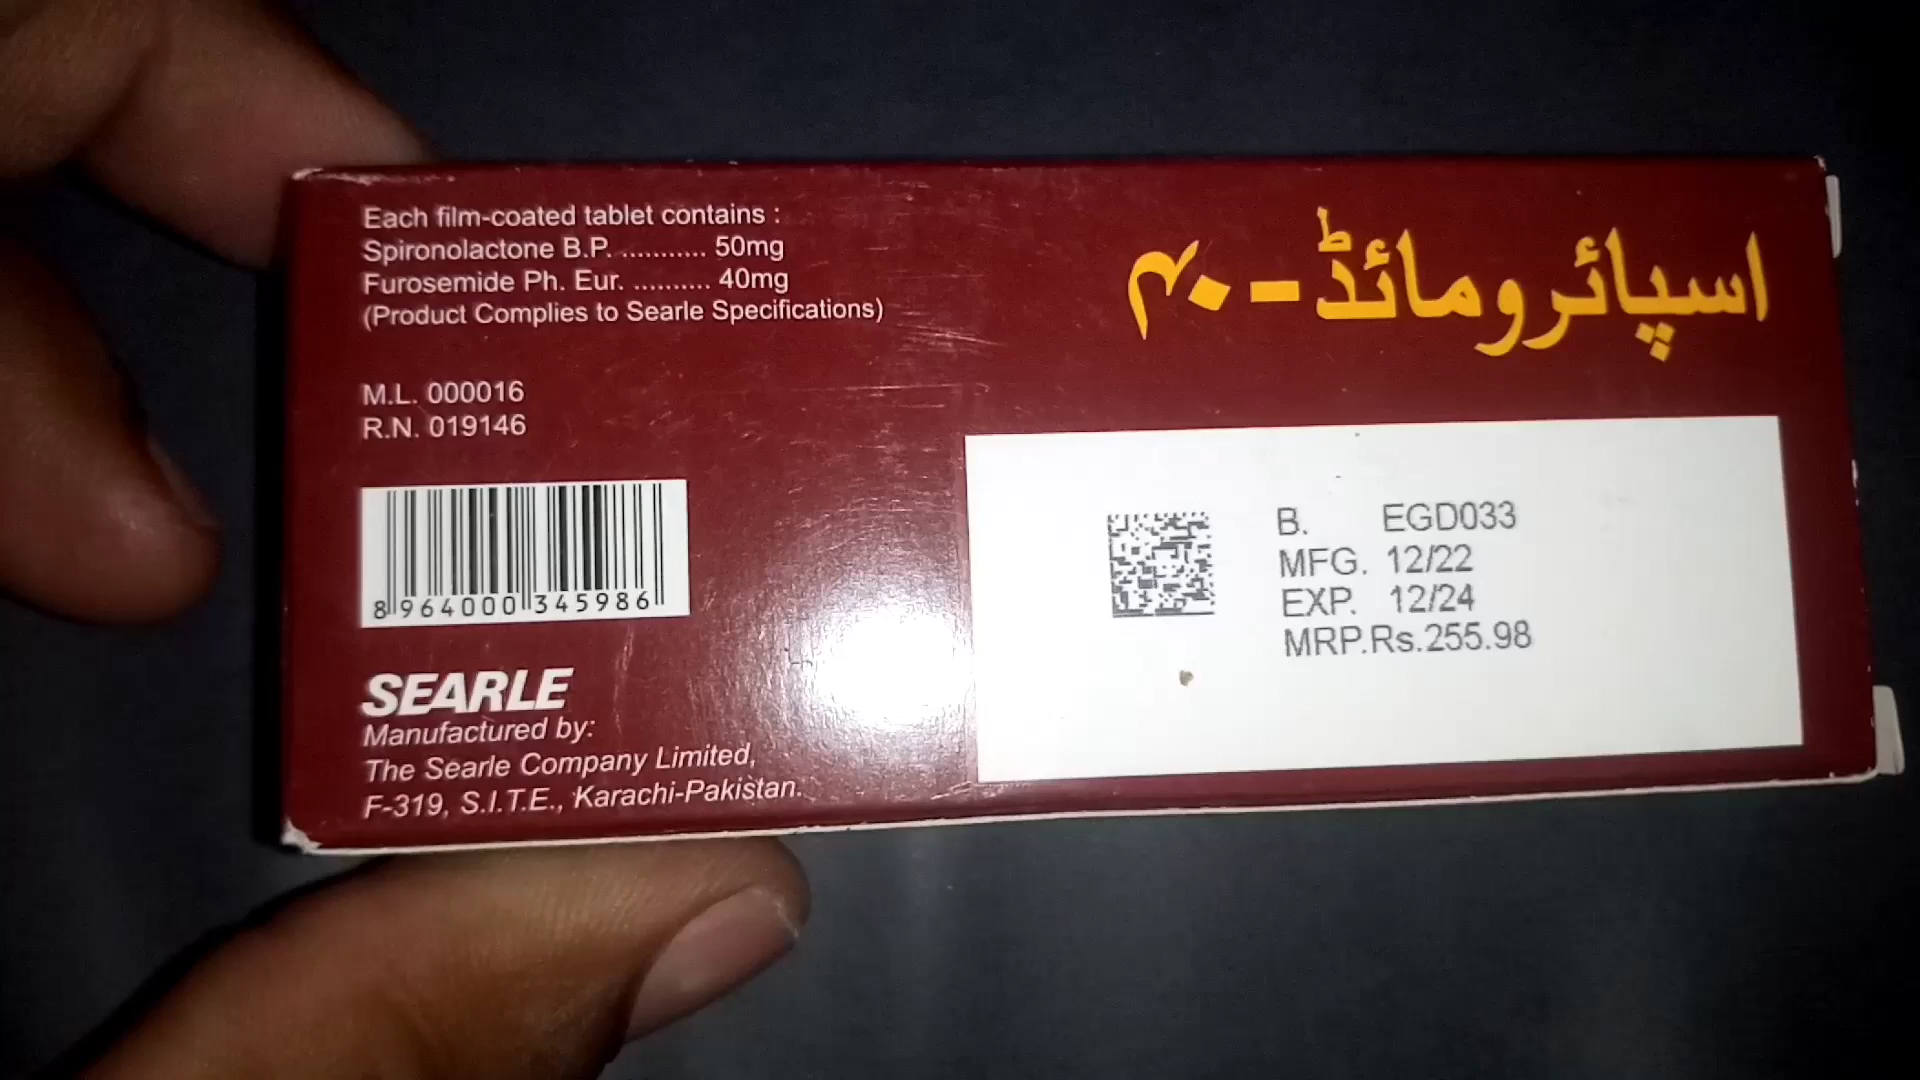 Each film-coated tablet contains :
Spironolactone B.P. ........... 50mg
Furosemide Ph. Eur. .......... 40mg
(Product Complies to Searle Specifications)
M.L. 000016
R.N. 019146
8 964000 345986
SEARLE
Manufactured by:
The Searle Company Limited,
F-319, S.I.T.E., Karachi-Pakistan.
اسپائرومائڈ-۴۰
B. EGD033
MFG. 12/22
EXP. 12/24
MRP.Rs.255.98